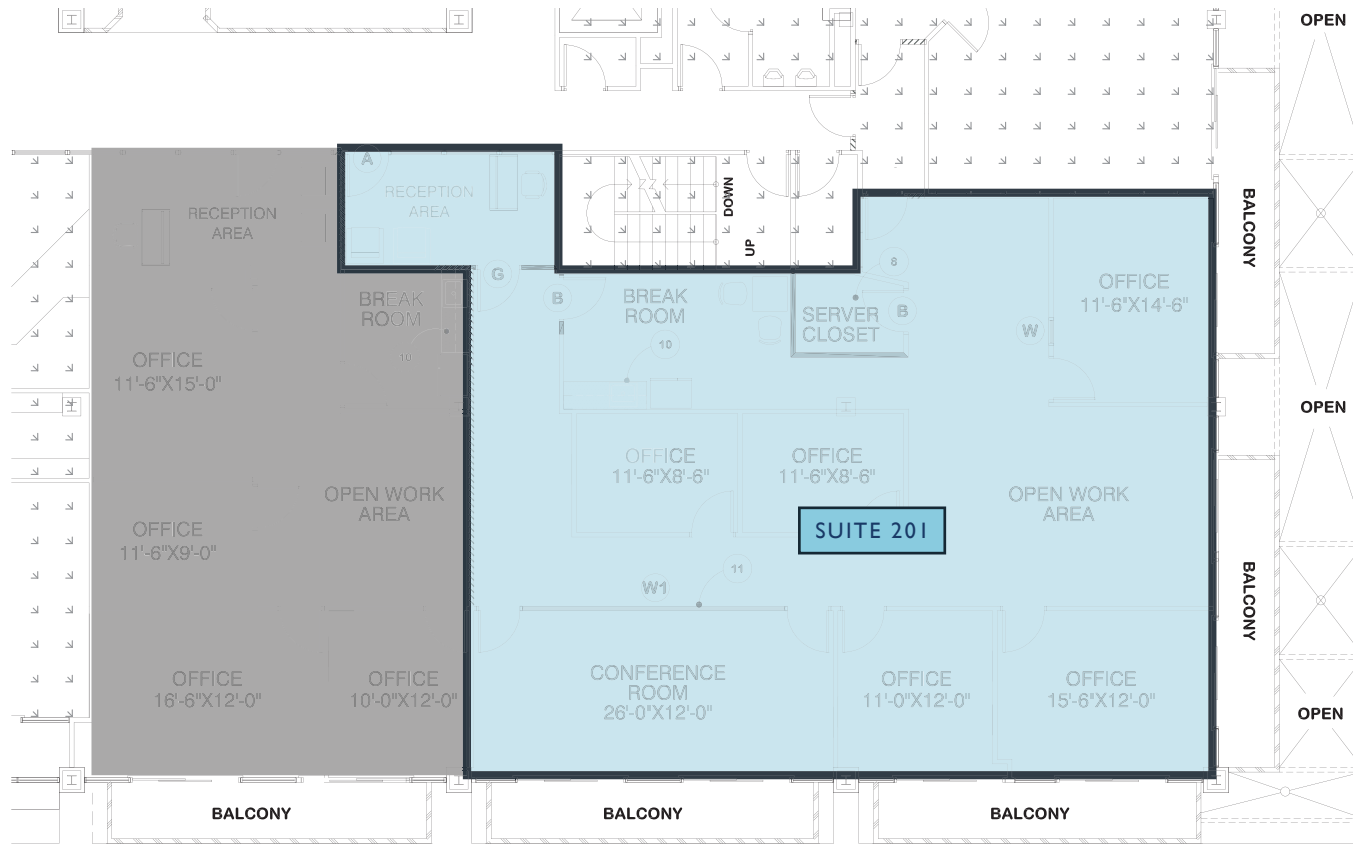 OPEN
A
RECEPTION
AREA
RECEPTION
AREA
DOWN
UP
BALCONY
G
B
BREAK
ROOM
10
BREAK
ROOM
10
6
SERVER
CLOSET
B
W
OFFICE
11'-6"X14'-6"
OFFICE
11'-6"X15'-0"
OPEN
OFFICE
11'-6"X8'-6"
OFFICE
11'-6"X8'-6"
OPEN WORK
AREA
OPEN WORK
AREA
OFFICE
11'-6"X9'-0"
SUITE 201
W1
11
BALCONY
OFFICE
16'-6"X12'-0"
OFFICE
10'-0"X12'-0"
CONFERENCE
ROOM
26'-0"X12'-0"
OFFICE
11'-0"X12'-0"
OFFICE
15'-6"X12'-0"
OPEN
BALCONY
BALCONY
BALCONY